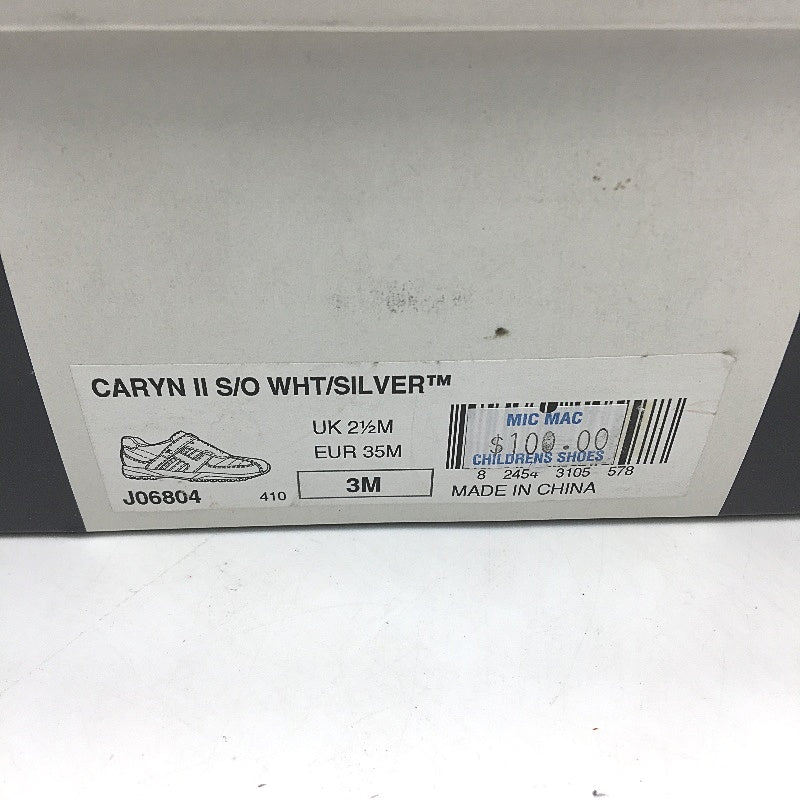 CARYN II S/O WHT/SILVER™
UK 2½M
EUR 35M
3M
J06804
410
MIC MAC
$100.00
CHILDRENS SHOES
8 2454 3105 578
MADE IN CHINA